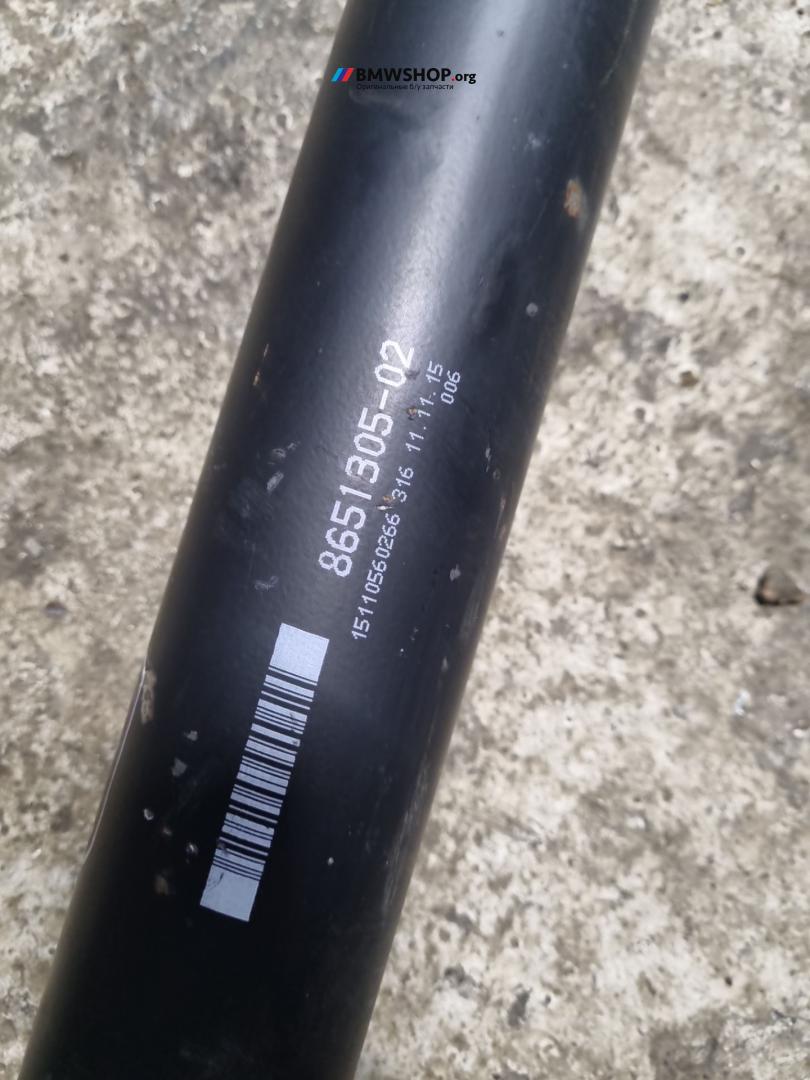 BMWSHOP.org
Оригинальные б/у запчасти
8651305-02
15110560266 316 11.11.15
006